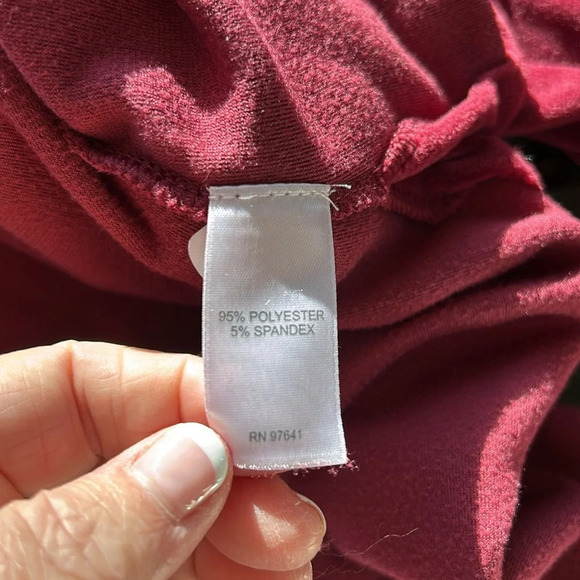 95% POLYESTER
5% SPANDEX
RN 97641